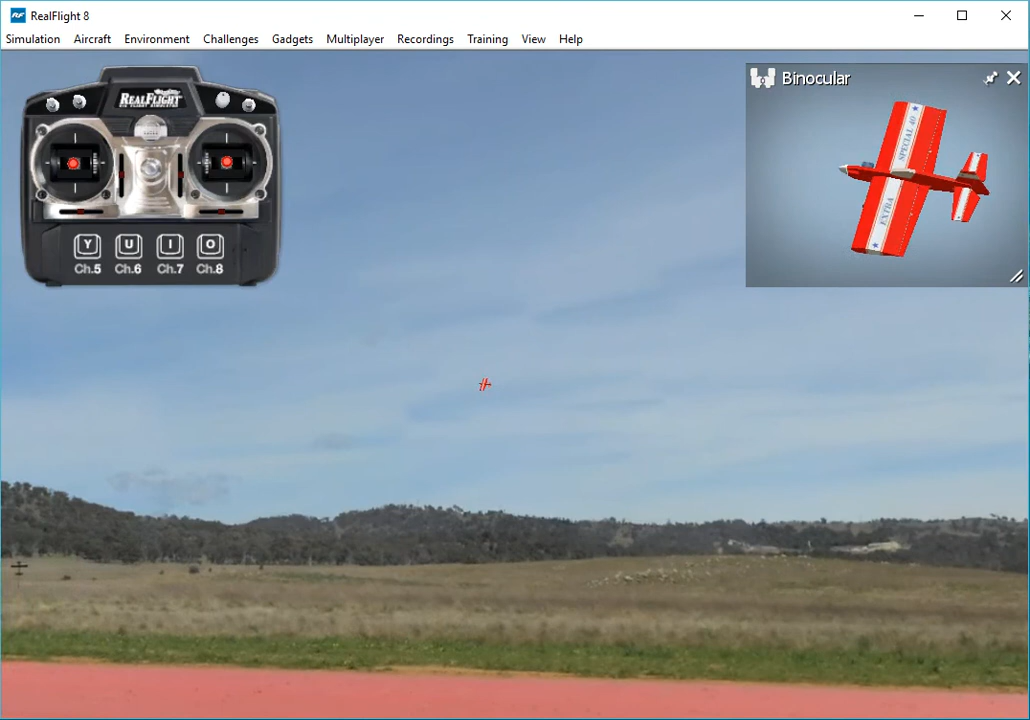 RealFlight 8
Simulation Aircraft Environment Challenges Gadgets Multiplayer Recordings Training View Help
REALFLIGHT
Y U I O
Ch.5 Ch.6 Ch.7 Ch.8
Binocular
SPECIAL 40
EXTRA